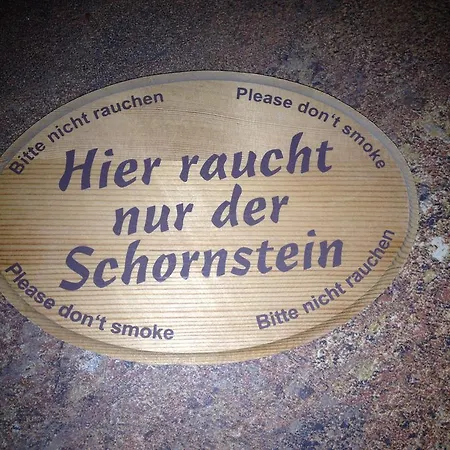 Bitte nicht rauchen
Please don't smoke
Hier raucht
nur der
Schornstein
Please don't smoke
Bitte nicht rauchen